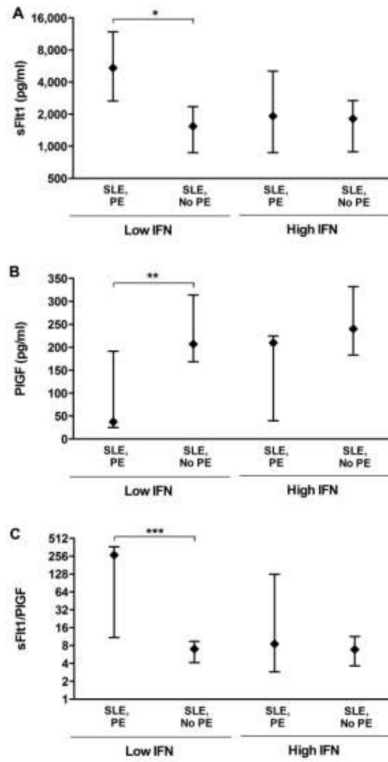 A
sFlt1 (pg/ml)
16,000
8,000
4,000
2,000
1,000
500
*
SLE, PE
SLE, No PE
SLE, PE
SLE, No PE
Low IFN
High IFN
B
PlGF (pg/ml)
350
300
250
200
150
100
50
0
**
SLE, PE
SLE, No PE
SLE, PE
SLE, No PE
Low IFN
High IFN
C
sFlt1/PlGF
512
256
128
64
32
16
8
4
2
1
***
SLE, PE
SLE, No PE
SLE, PE
SLE, No PE
Low IFN
High IFN